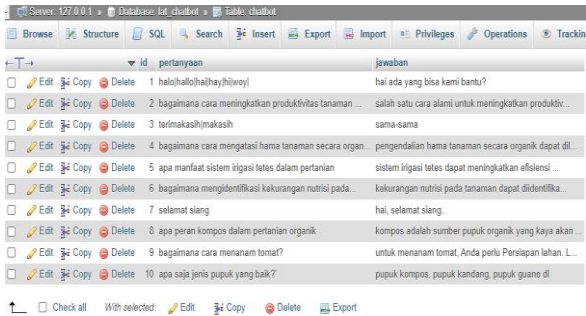 Server: 127.0.0.1 » Database: lat_chatbot » Table: chatbot
Browse Structure SQL Search Insert Export Import Privileges Operations Trackin
←T→ id pertanyaan jawaban
Edit Copy Delete 1 halo|hallo|hai|hay|hi|woy| hai ada yang bisa kami bantu?
Edit Copy Delete 2 bagaimana cara meningkatkan produktivitas tanaman ... salah satu cara alami untuk meningkatkan produktiv...
Edit Copy Delete 3 terimakasih|makasih sama-sama
Edit Copy Delete 4 bagaimana cara mengatasi hama tanaman secara organ... pengendalian hama tanaman secara organik dapat dil...
Edit Copy Delete 5 apa manfaat sistem irigasi tetes dalam pertanian sistem irigasi tetes dapat meningkatkan efisiensi ...
Edit Copy Delete 6 bagaimana mengidentifikasi kekurangan nutrisi pada... kekurangan nutrisi pada tanaman dapat diidentifika...
Edit Copy Delete 7 selamat siang hai, selamat siang..
Edit Copy Delete 8 apa peran kompos dalam pertanian organik kompos adalah sumber pupuk organik yang kaya akan ...
Edit Copy Delete 9 bagaimana cara menanam tomat? untuk menanam tomat, Anda perlu Persiapan lahan. L...
Edit Copy Delete 10 apa saja jenis pupuk yang baik?' pupuk kompos, pupuk kandang, pupuk guano dl
Check all With selected: Edit Copy Delete Export